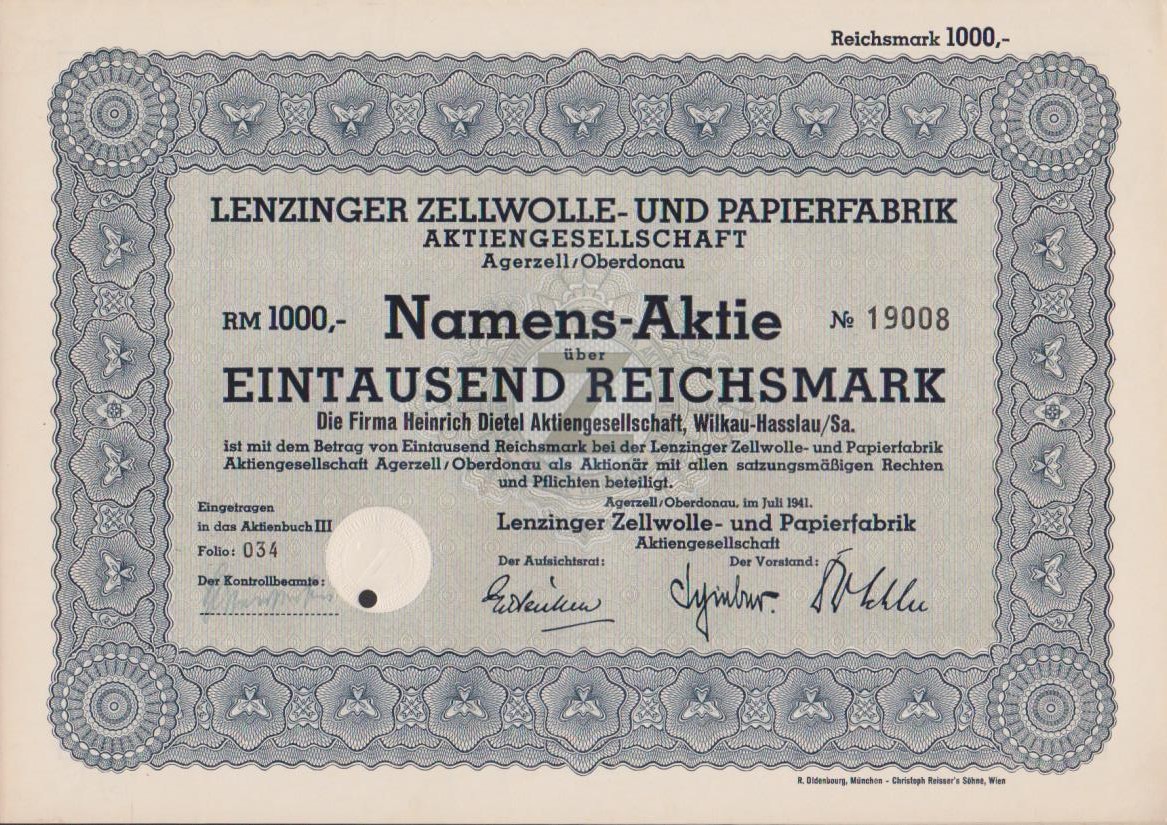 Reichsmark 1000,-
LENZINGER ZELLWOLLE- UND PAPIERFABRIK
AKTIENGESELLSCHAFT
Agerzell/Oberdonau
RM 1000,- Namens-Aktie № 19008
über
EINTAUSEND REICHSMARK
Die Firma Heinrich Dietel Aktiengesellschaft, Wilkau-Hasslau/Sa.
ist mit dem Betrag von Eintausend Reichsmark bei der Lenzinger Zellwolle- und Papierfabrik
Aktiengesellschaft Agerzell/Oberdonau als Aktionär mit allen satzungsmäßigen Rechten
und Pflichten beteiligt.
Eingetragen
in das Aktienbuch III
Folio: 034
Der Kontrollbeamte:
Agerzell/Oberdonau, im Juli 1941.
Lenzinger Zellwolle- und Papierfabrik
Aktiengesellschaft
Der Aufsichtsrat: Der Vorstand:
R. Oldenbourg, München - Christoph Reisser's Söhne, Wien